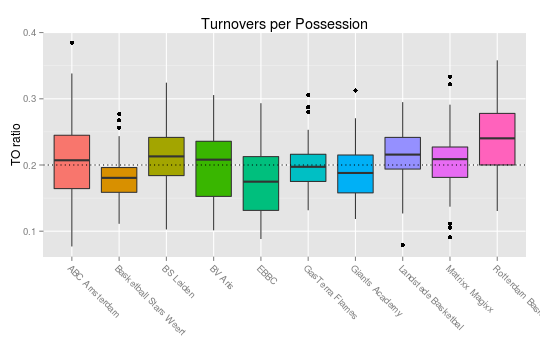 Turnovers per Possession
TO ratio
0.4
0.3
0.2
0.1
ABC Amsterdam
Basketball Stars Weert
BS Leiden
BV Aris
EBBC
GasTerra Flames
Giants Academy
Landstede Basketbal
Matrixx Magixx
Rotterdam Bas